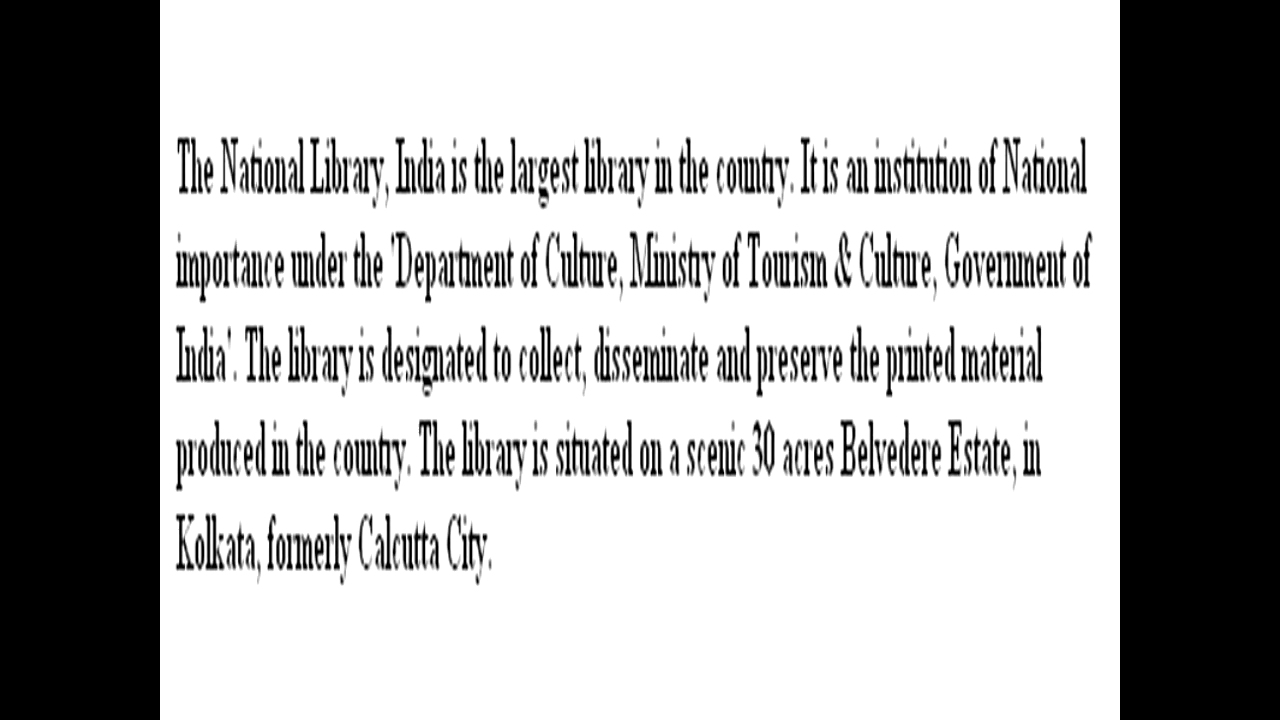 The National Library, India is the largest library in the country. It is an institution of National
importance under the 'Department of Culture, Ministry of Tourism & Culture, Government of
India'. The library is designated to collect, disseminate and preserve the printed material
produced in the country. The library is situated on a scenic 30 acres Belvedere Estate, in
Kolkata, formerly Calcutta City.